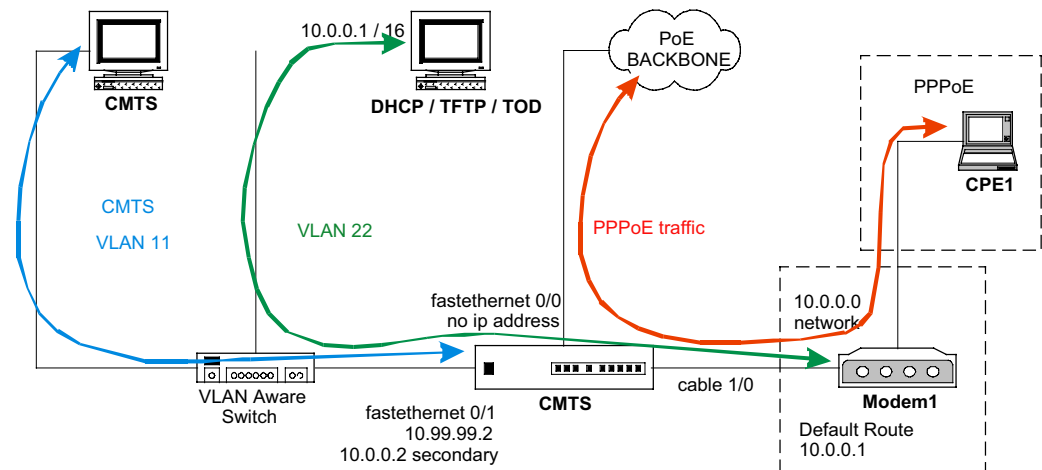 10.0.0.1 / 16
PoE
BACKBONE
PPPoE
CMTS
DHCP / TFTP / TOD
CPE1
CMTS
VLAN 11
VLAN 22
PPPoE traffic
fastethernet 0/0
no ip address
10.0.0.0
network
VLAN Aware
Switch
fastethernet 0/1
10.99.99.2
10.0.0.2 secondary
CMTS
cable 1/0
Modem1
Default Route
10.0.0.1